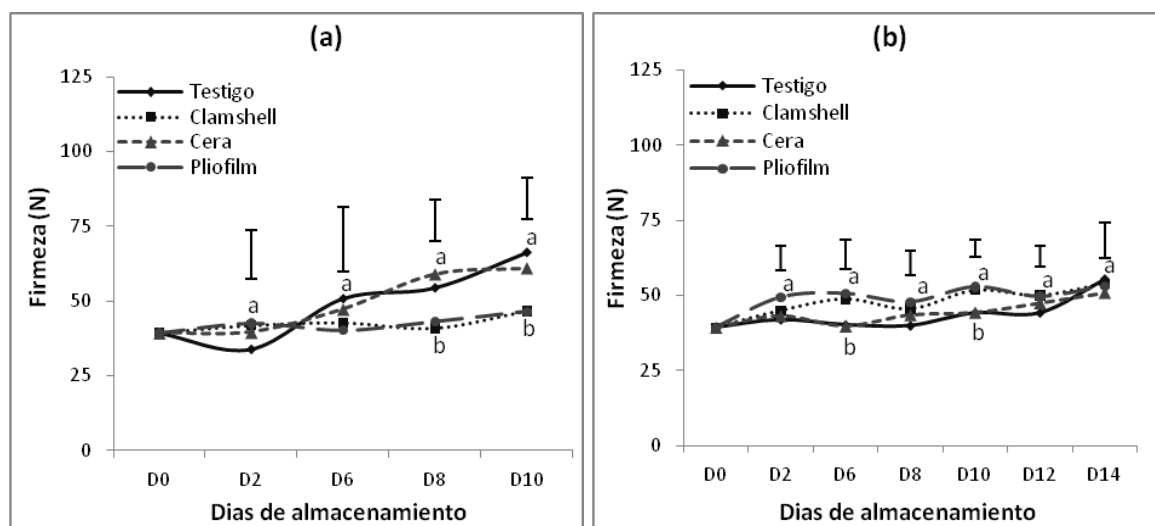 (a)
Firmeza (N)
125
100
75
50
25
0
Testigo
Clamshell
Cera
Pliofilm
a
a
a
a
b
b
D0 D2 D6 D8 D10
Dias de almacenamiento
(b)
Firmeza (N)
125
100
75
50
25
0
Testigo
Clamshell
Cera
Pliofilm
a
a
a
a
a
a
b
b
D0 D2 D6 D8 D10 D12 D14
Dias de almacenamiento